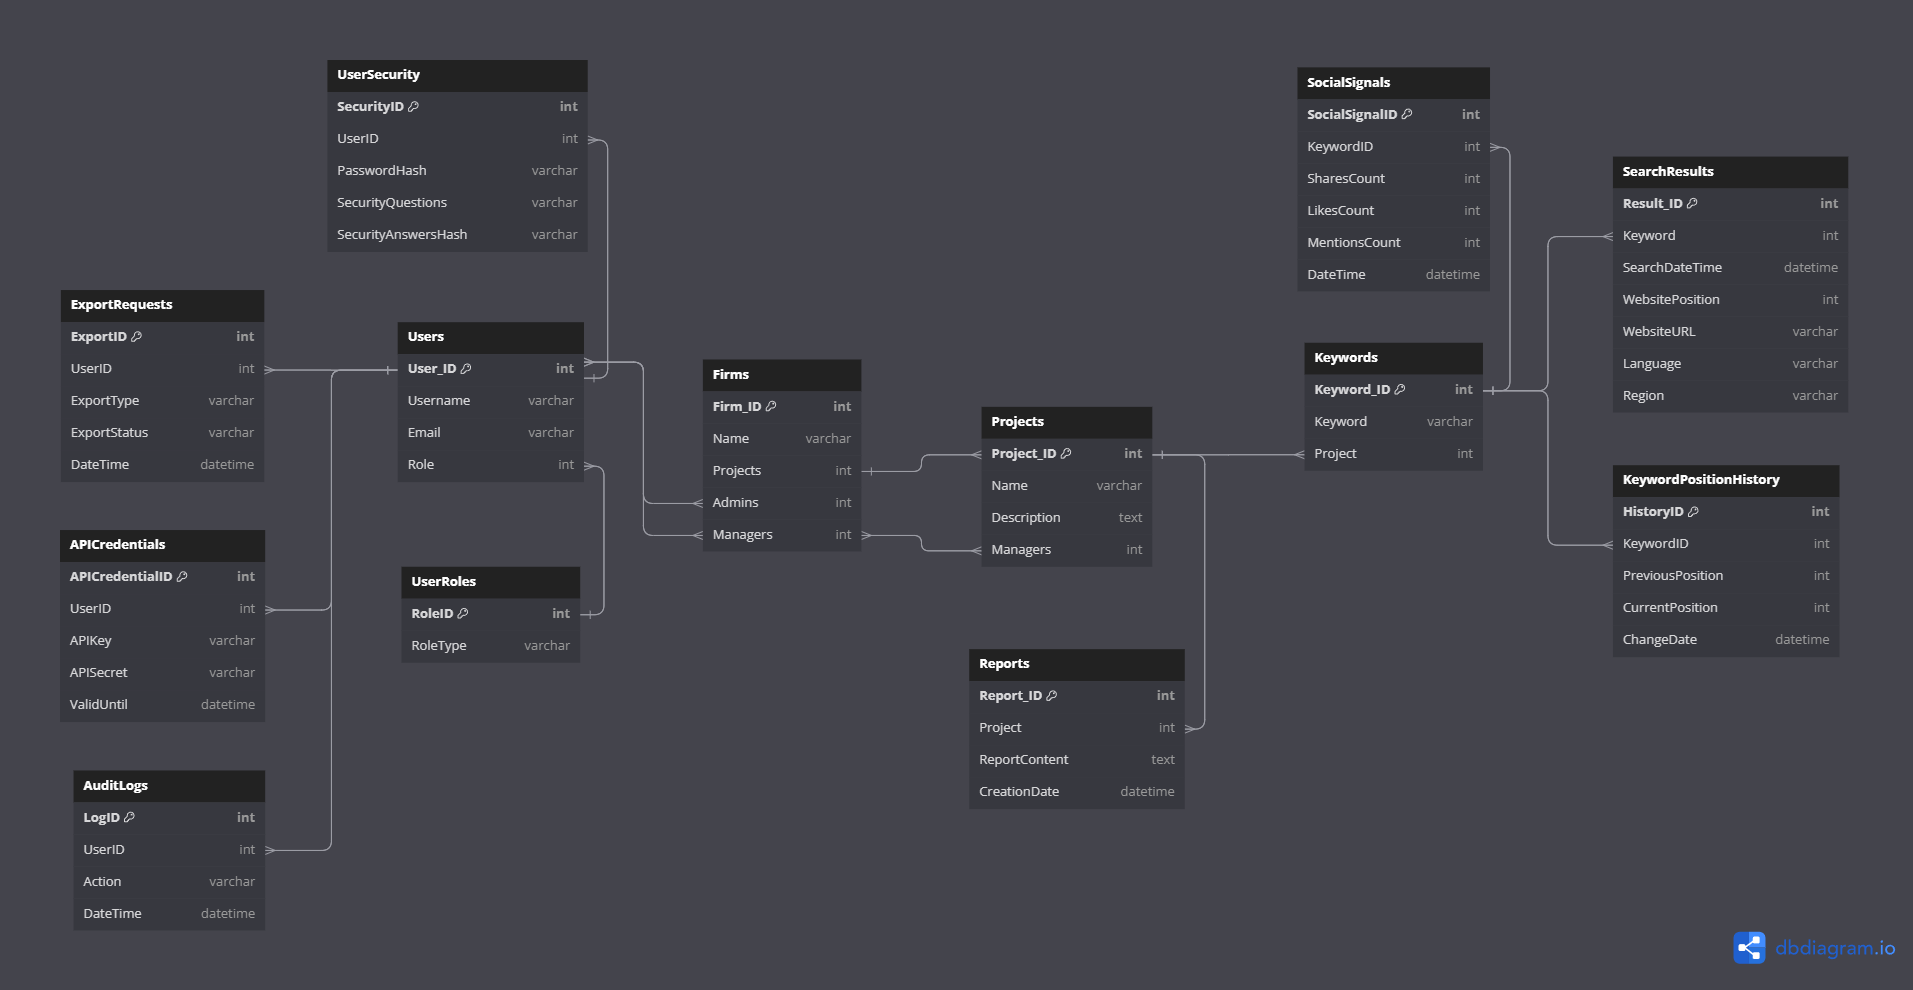 UserSecurity
SecurityID int
UserID int
PasswordHash varchar
SecurityQuestions varchar
SecurityAnswersHash varchar
ExportRequests
ExportID int
UserID int
ExportType varchar
ExportStatus varchar
DateTime datetime
Users
User_ID int
Username varchar
Email varchar
Role int
APICredentials
APICredentialID int
UserID int
APIKey varchar
APISecret varchar
ValidUntil datetime
UserRoles
RoleID int
RoleType varchar
AuditLogs
LogID int
UserID int
Action varchar
DateTime datetime
Firms
Firm_ID int
Name varchar
Projects int
Admins int
Managers int
Projects
Project_ID int
Name varchar
Description text
Managers int
Reports
Report_ID int
Project int
ReportContent text
CreationDate datetime
SocialSignals
SocialSignalID int
KeywordID int
SharesCount int
LikesCount int
MentionsCount int
DateTime datetime
Keywords
Keyword_ID int
Keyword varchar
Project int
SearchResults
Result_ID int
Keyword int
SearchDateTime datetime
WebsitePosition int
WebsiteURL varchar
Language varchar
Region varchar
KeywordPositionHistory
HistoryID int
KeywordID int
PreviousPosition int
CurrentPosition int
ChangeDate datetime
dbdiagram.io